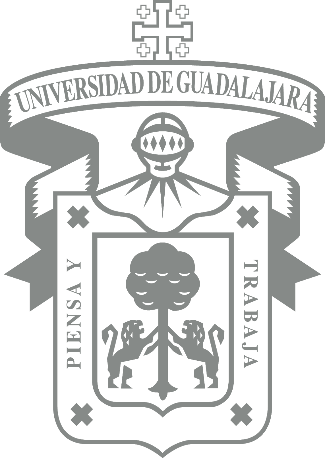 UNIVERSIDAD DE GUADALAJARA
PIENSA Y
TRABAJA